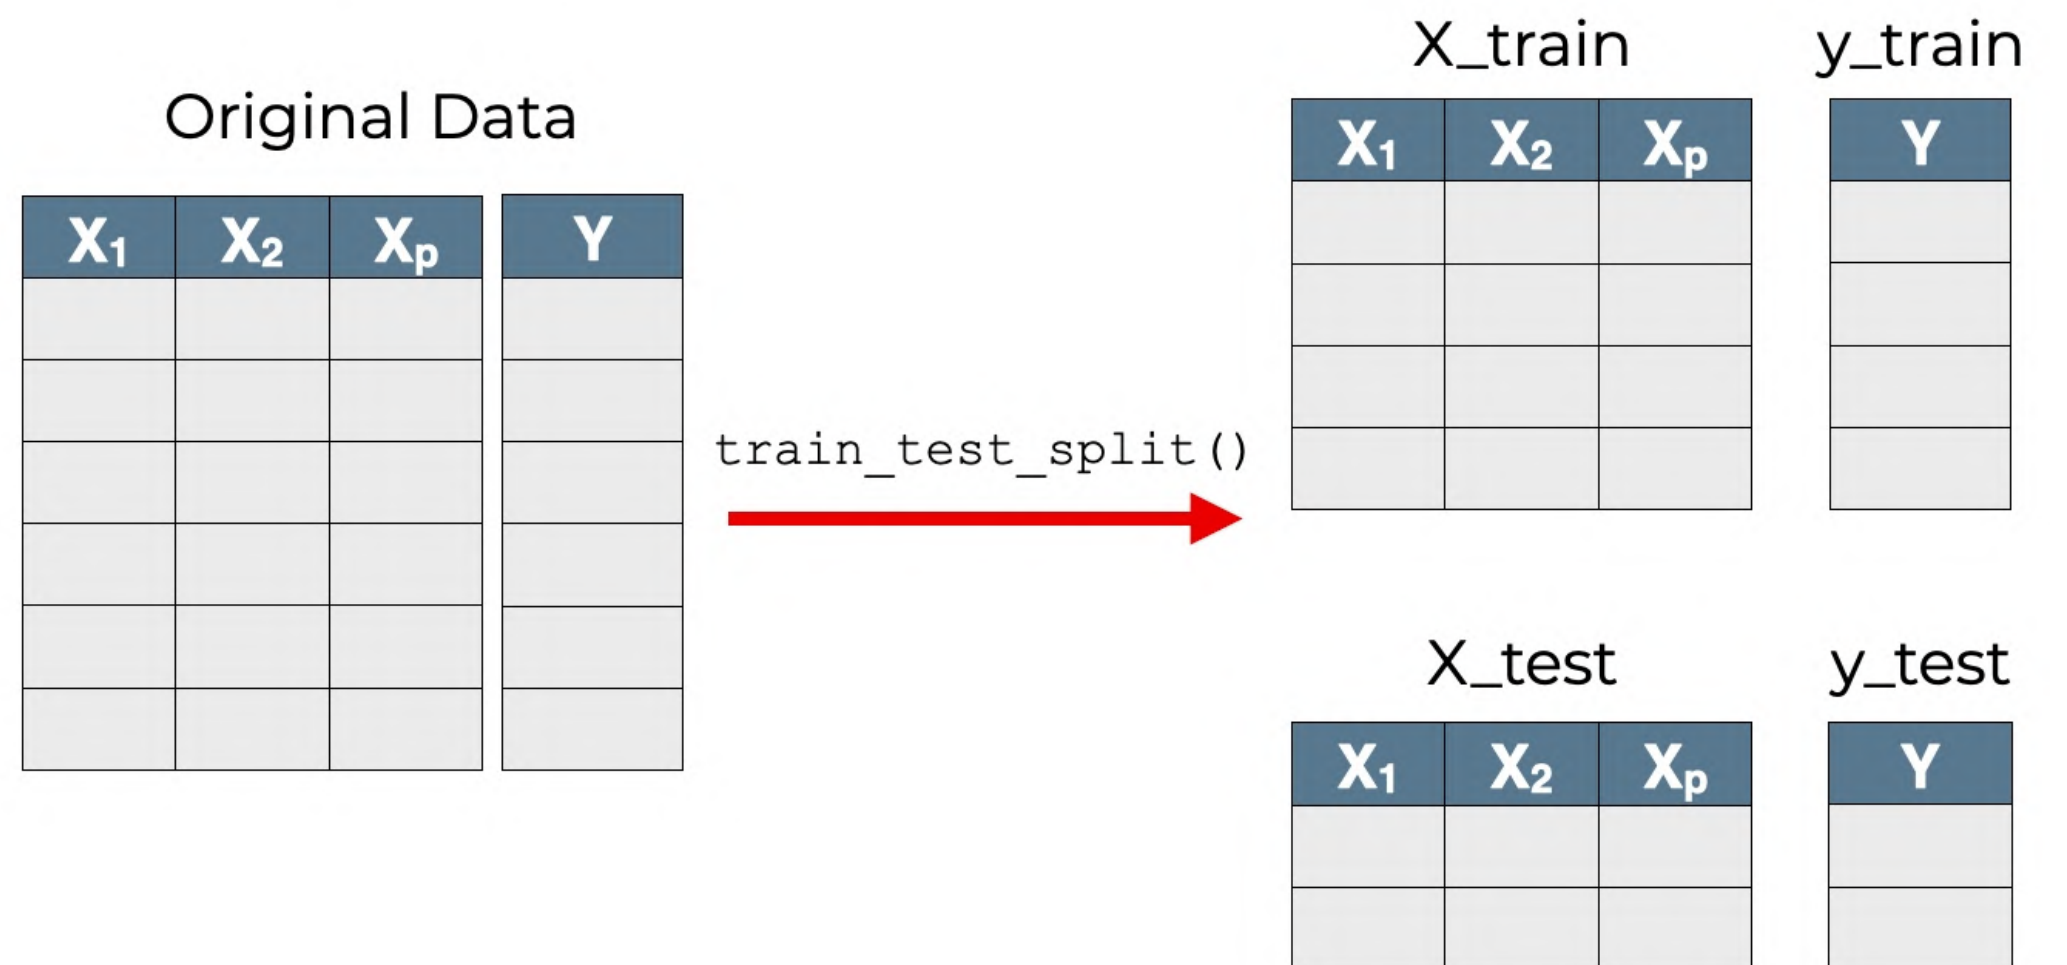 Original Data
X₁ X₂ Xₚ Y
train_test_split()
X_train y_train
X₁ X₂ Xₚ Y
X_test y_test
X₁ X₂ Xₚ Y